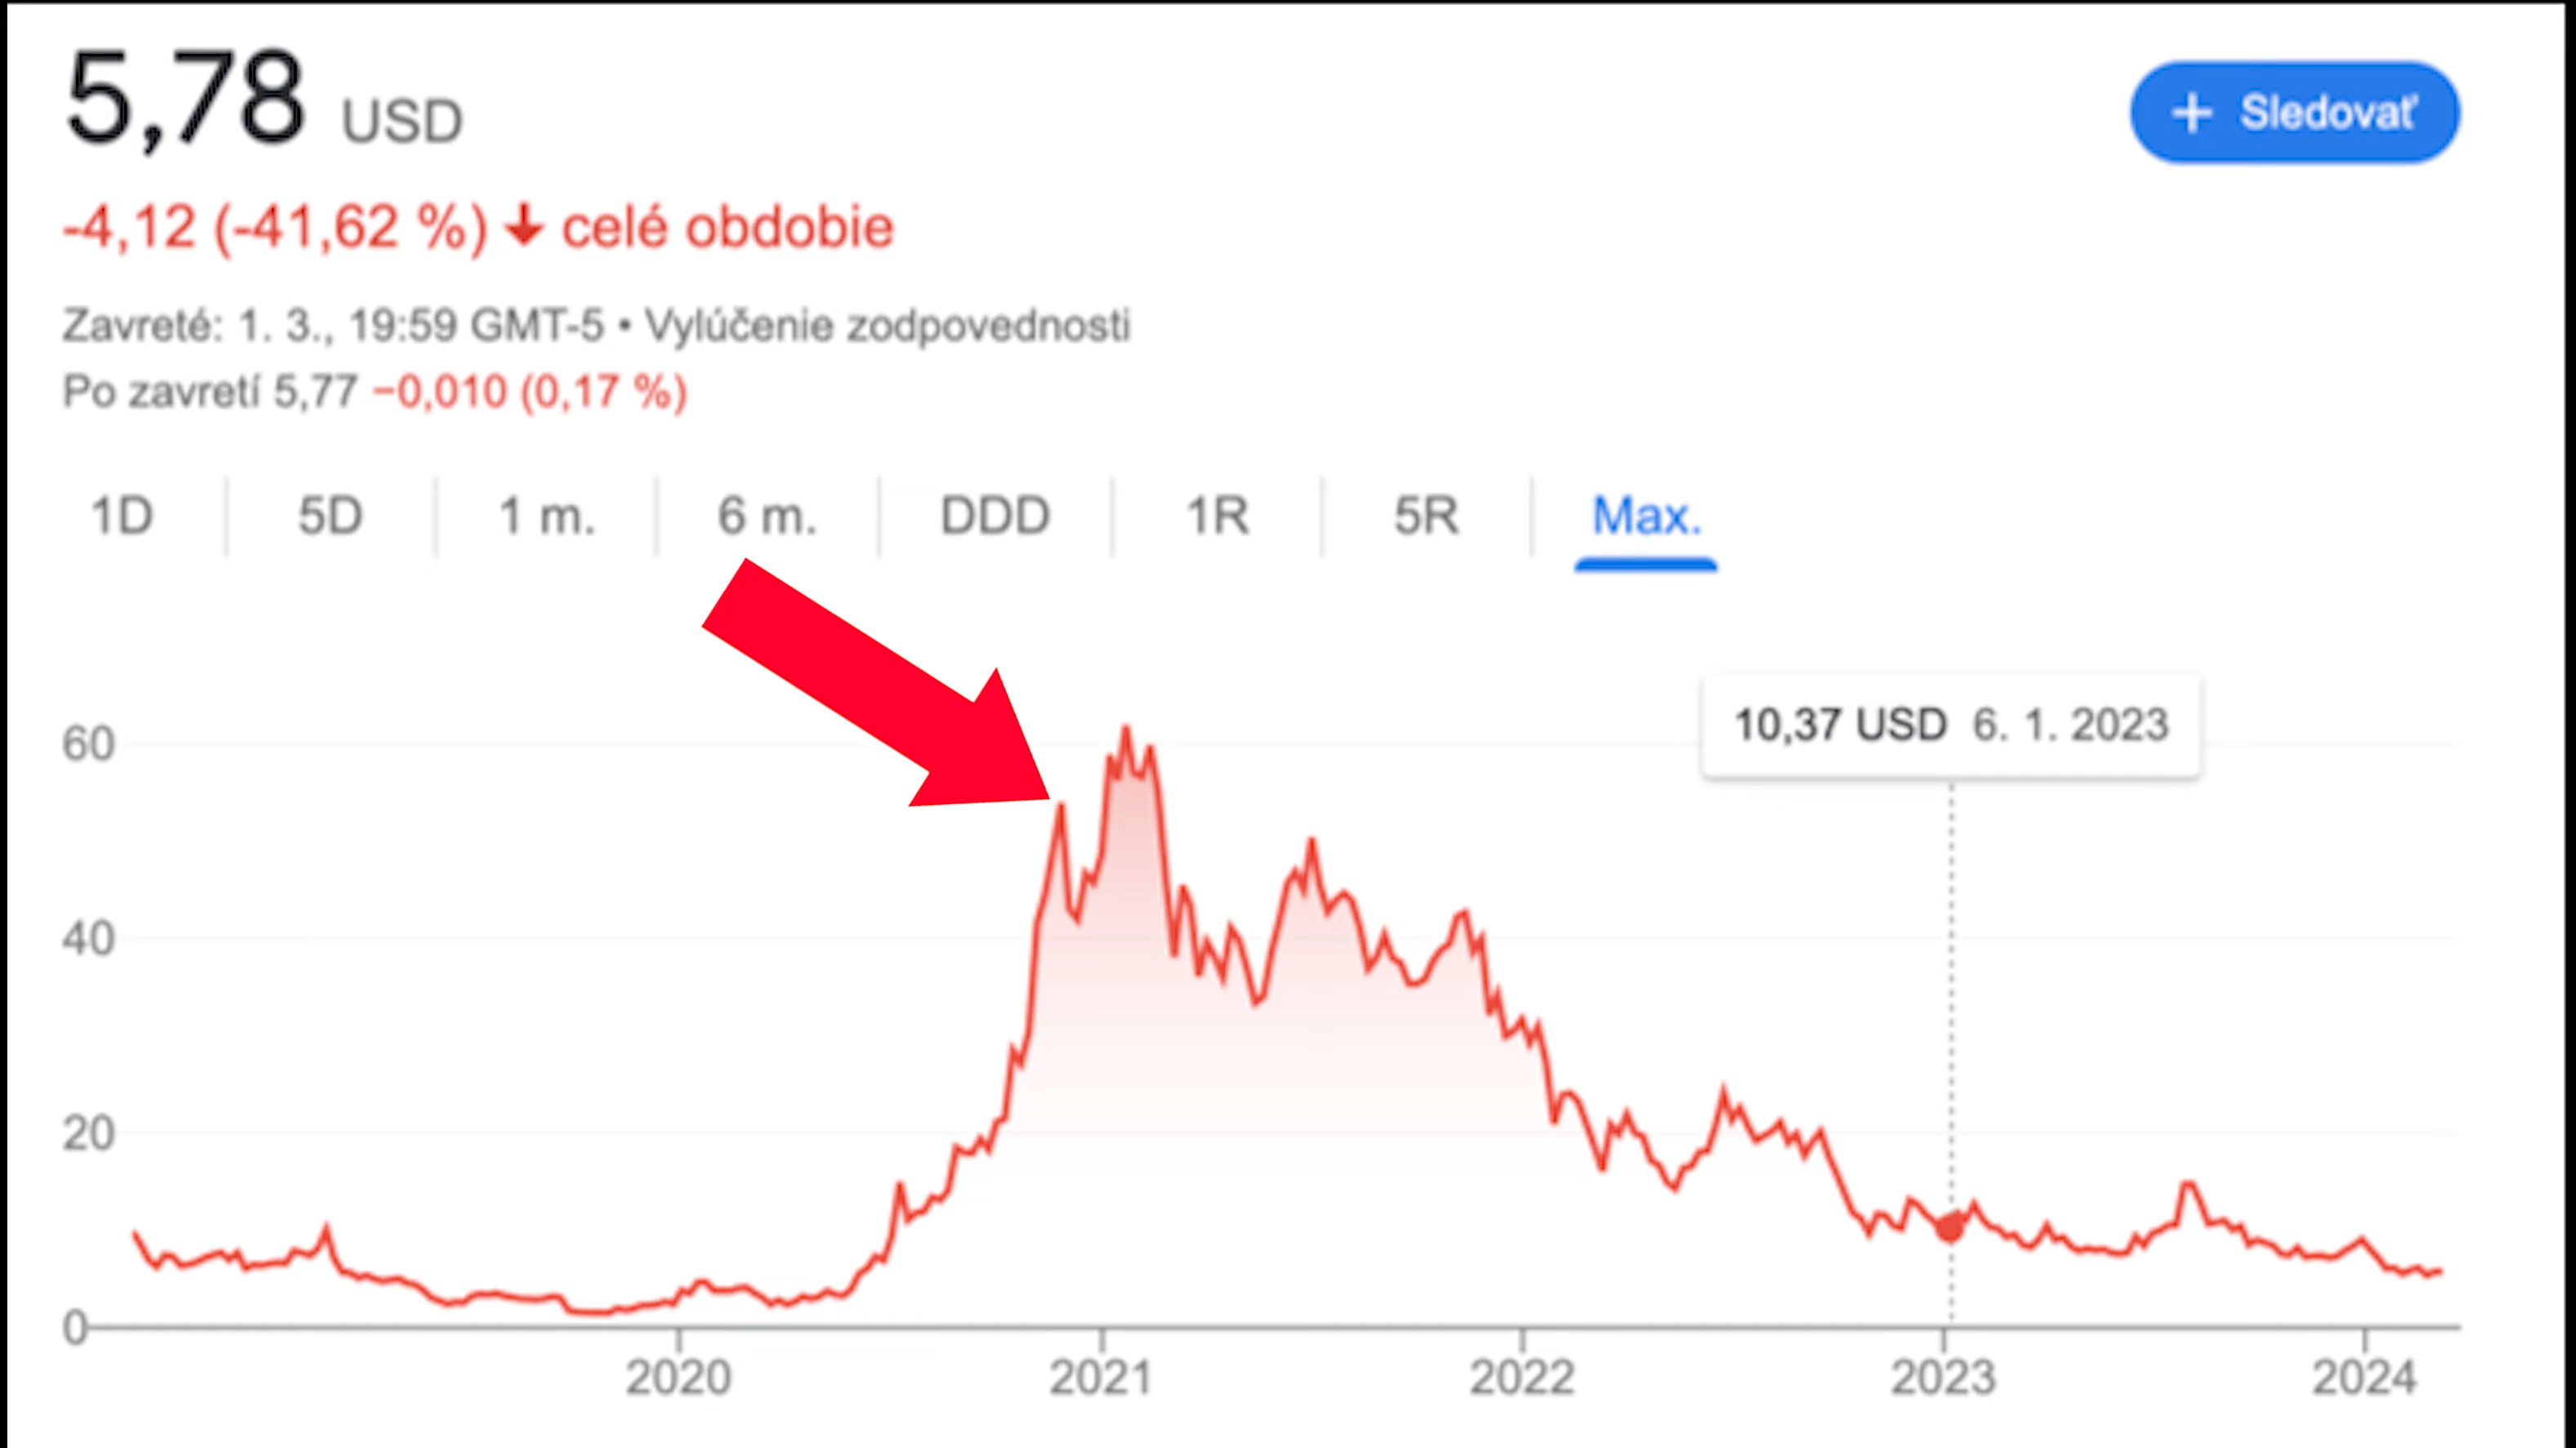 5,78 USD
+ Sledovať
-4,12 (-41,62 %) ↓ celé obdobie
Zavreté: 1. 3., 19:59 GMT-5 • Vylúčenie zodpovednosti
Po zavretí 5,77 −0,010 (0,17 %)
1D 5D 1 m. 6 m. DDD 1R 5R Max.
10,37 USD 6. 1. 2023
60
40
20
0
2020 2021 2022 2023 2024